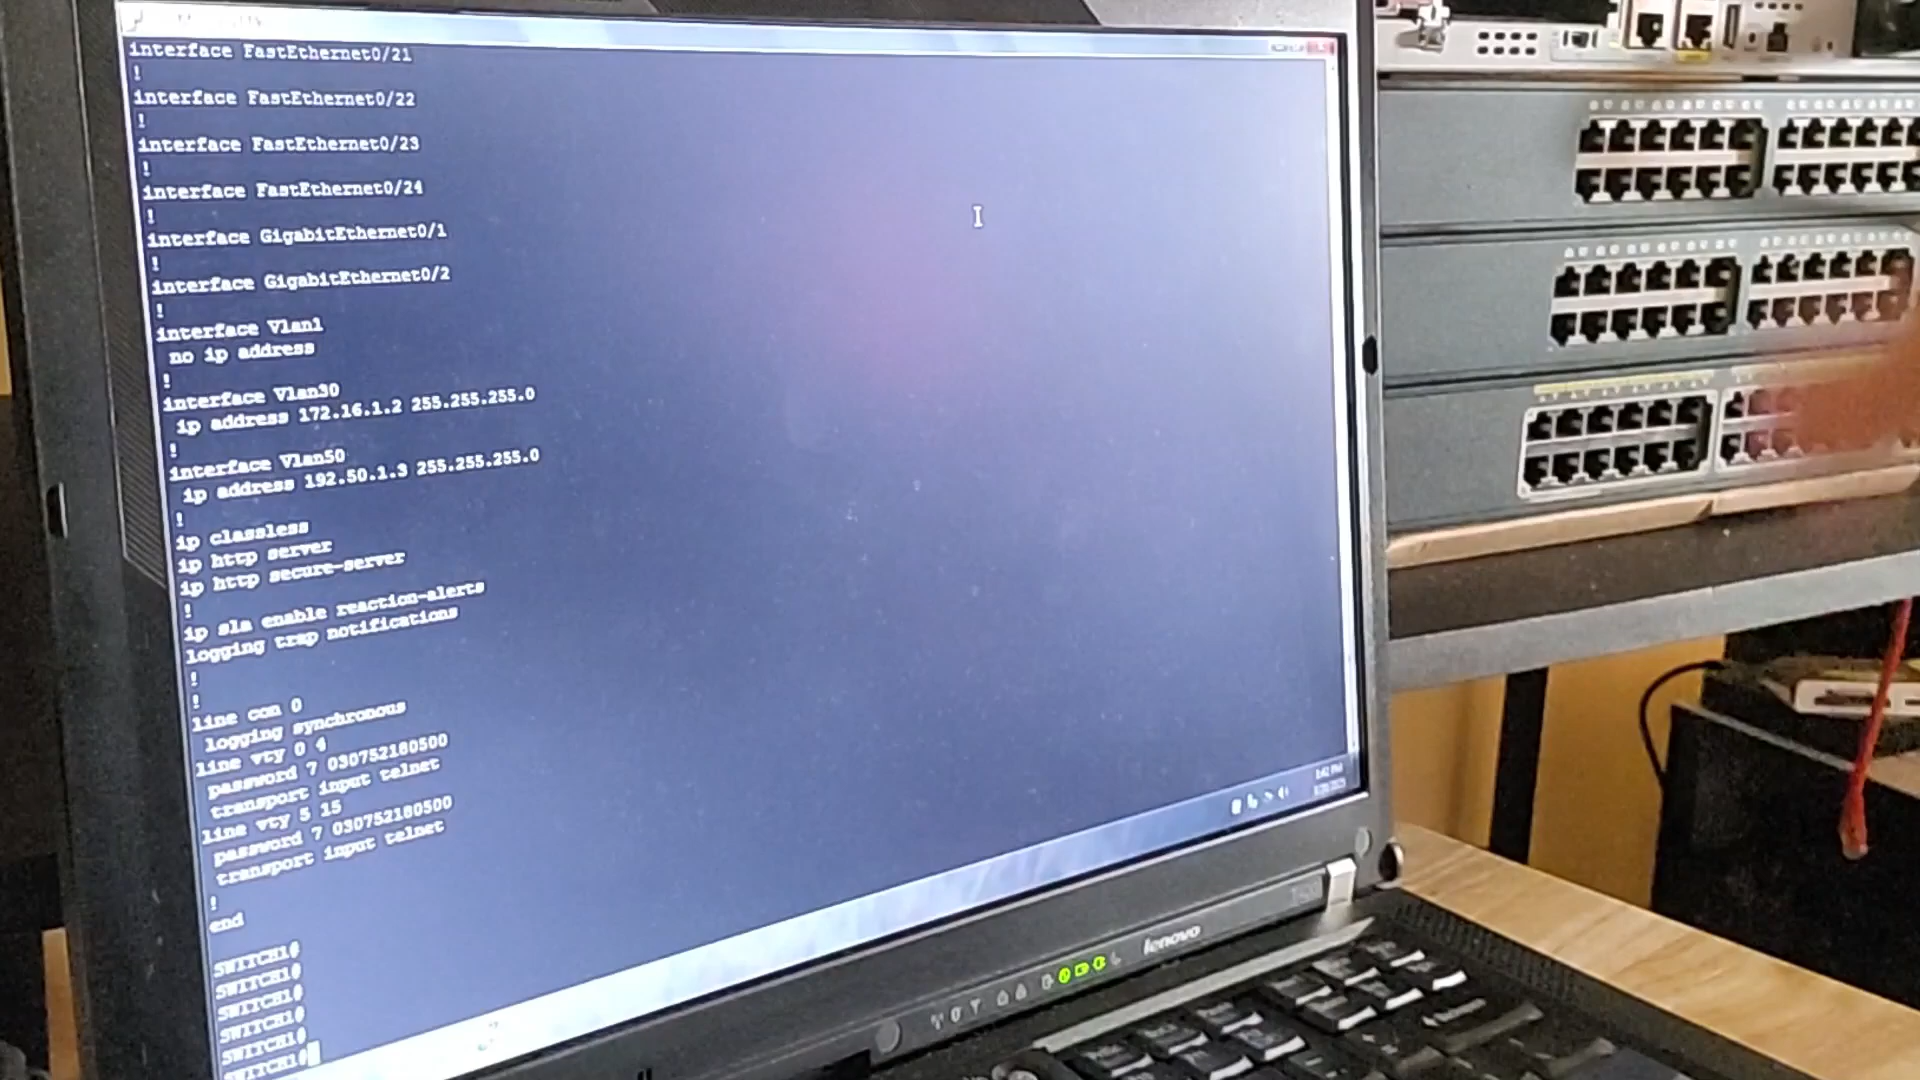 interface FastEthernet0/21
!
interface FastEthernet0/22
!
interface FastEthernet0/23
!
interface FastEthernet0/24
!
interface GigabitEthernet0/1
!
interface GigabitEthernet0/2
!
interface Vlan1
no ip address
!
interface Vlan30
ip address 172.16.1.2 255.255.255.0
!
interface Vlan50
ip address 192.50.1.3 255.255.255.0
!
ip classless
ip http server
ip http secure-server
!
ip sla enable reaction-alerts
logging trap notifications
!
!
line con 0
logging synchronous
line vty 0 4
password 7 030752180500
transport input telnet
line vty 5 15
password 7 030752180500
transport input telnet
!
end
SWITCH1#
SWITCH1#
SWITCH1#
SWITCH1#
SWITCH1#
SWITCH1#
lenovo